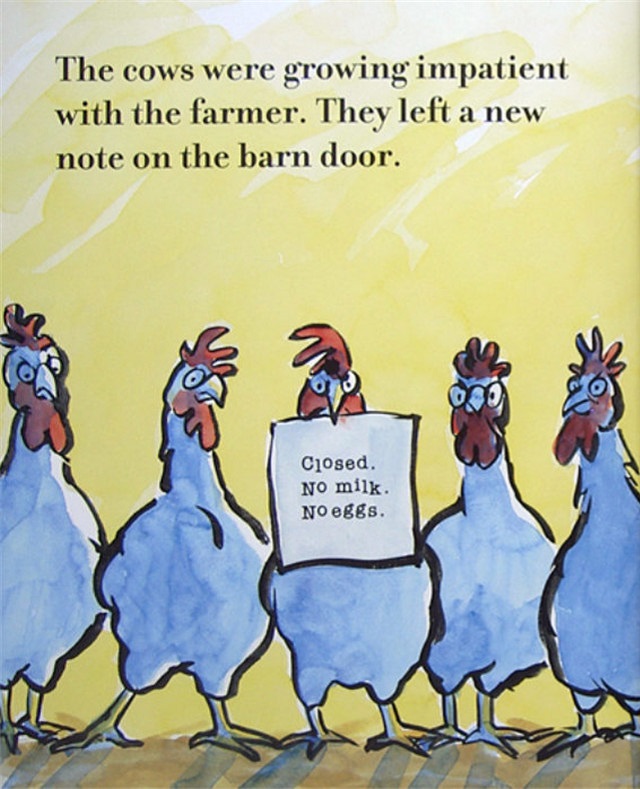 The cows were growing impatient
with the farmer. They left a new
note on the barn door.
Closed.
No milk.
No eggs.